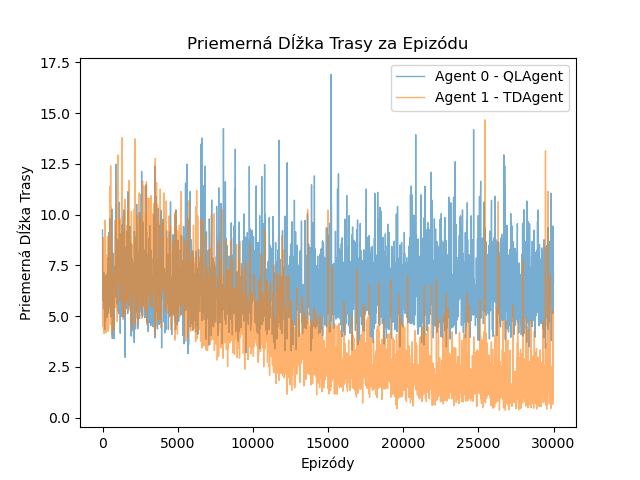 Priemerná Dĺžka Trasy za Epizódu
Agent 0 - QLAgent
Agent 1 - TDAgent
Priemerná Dĺžka Trasy
17.5
15.0
12.5
10.0
7.5
5.0
2.5
0.0
0 5000 10000 15000 20000 25000 30000
Epizódy